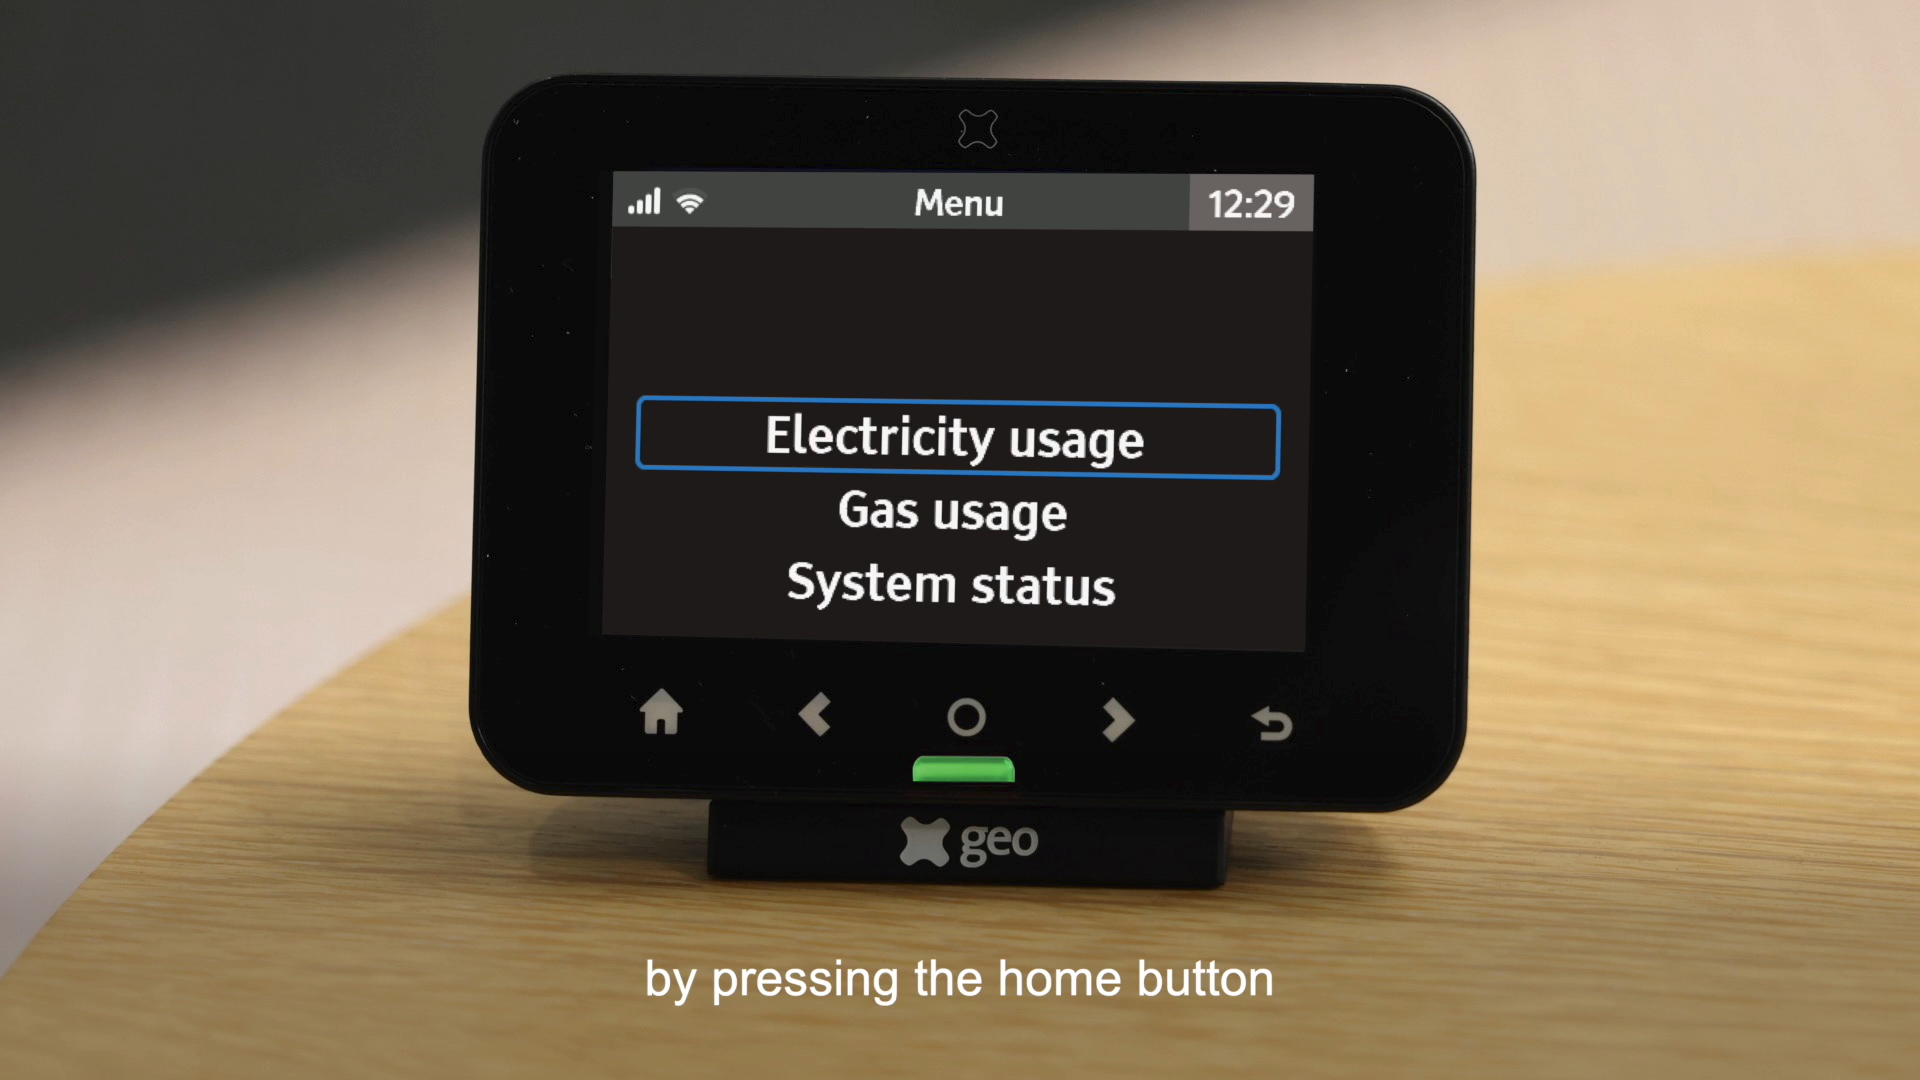 Menu
12:29
Electricity usage
Gas usage
System status
geo
by pressing the home button